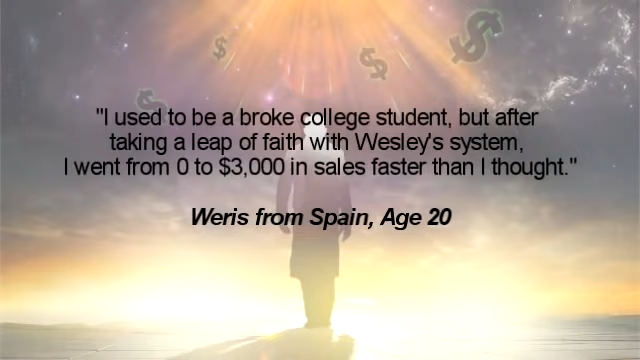 "I used to be a broke college student, but after
taking a leap of faith with Wesley's system,
I went from 0 to $3,000 in sales faster than I thought."
Weris from Spain, Age 20